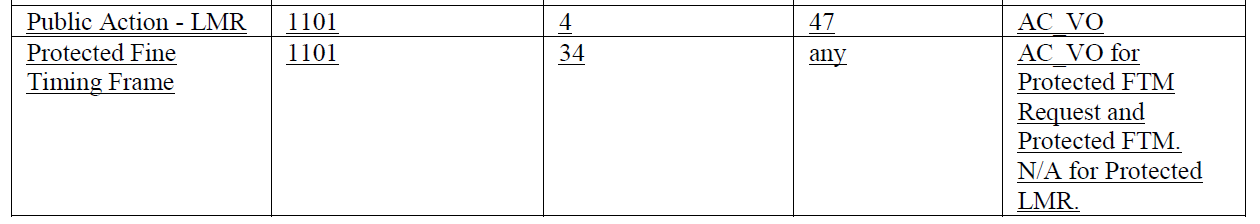 Public Action - LMR 1101 4 47 AC_VO
Protected Fine 1101 34 any AC_VO for
Timing Frame Protected FTM
Request and
Protected FTM.
N/A for Protected
LMR.